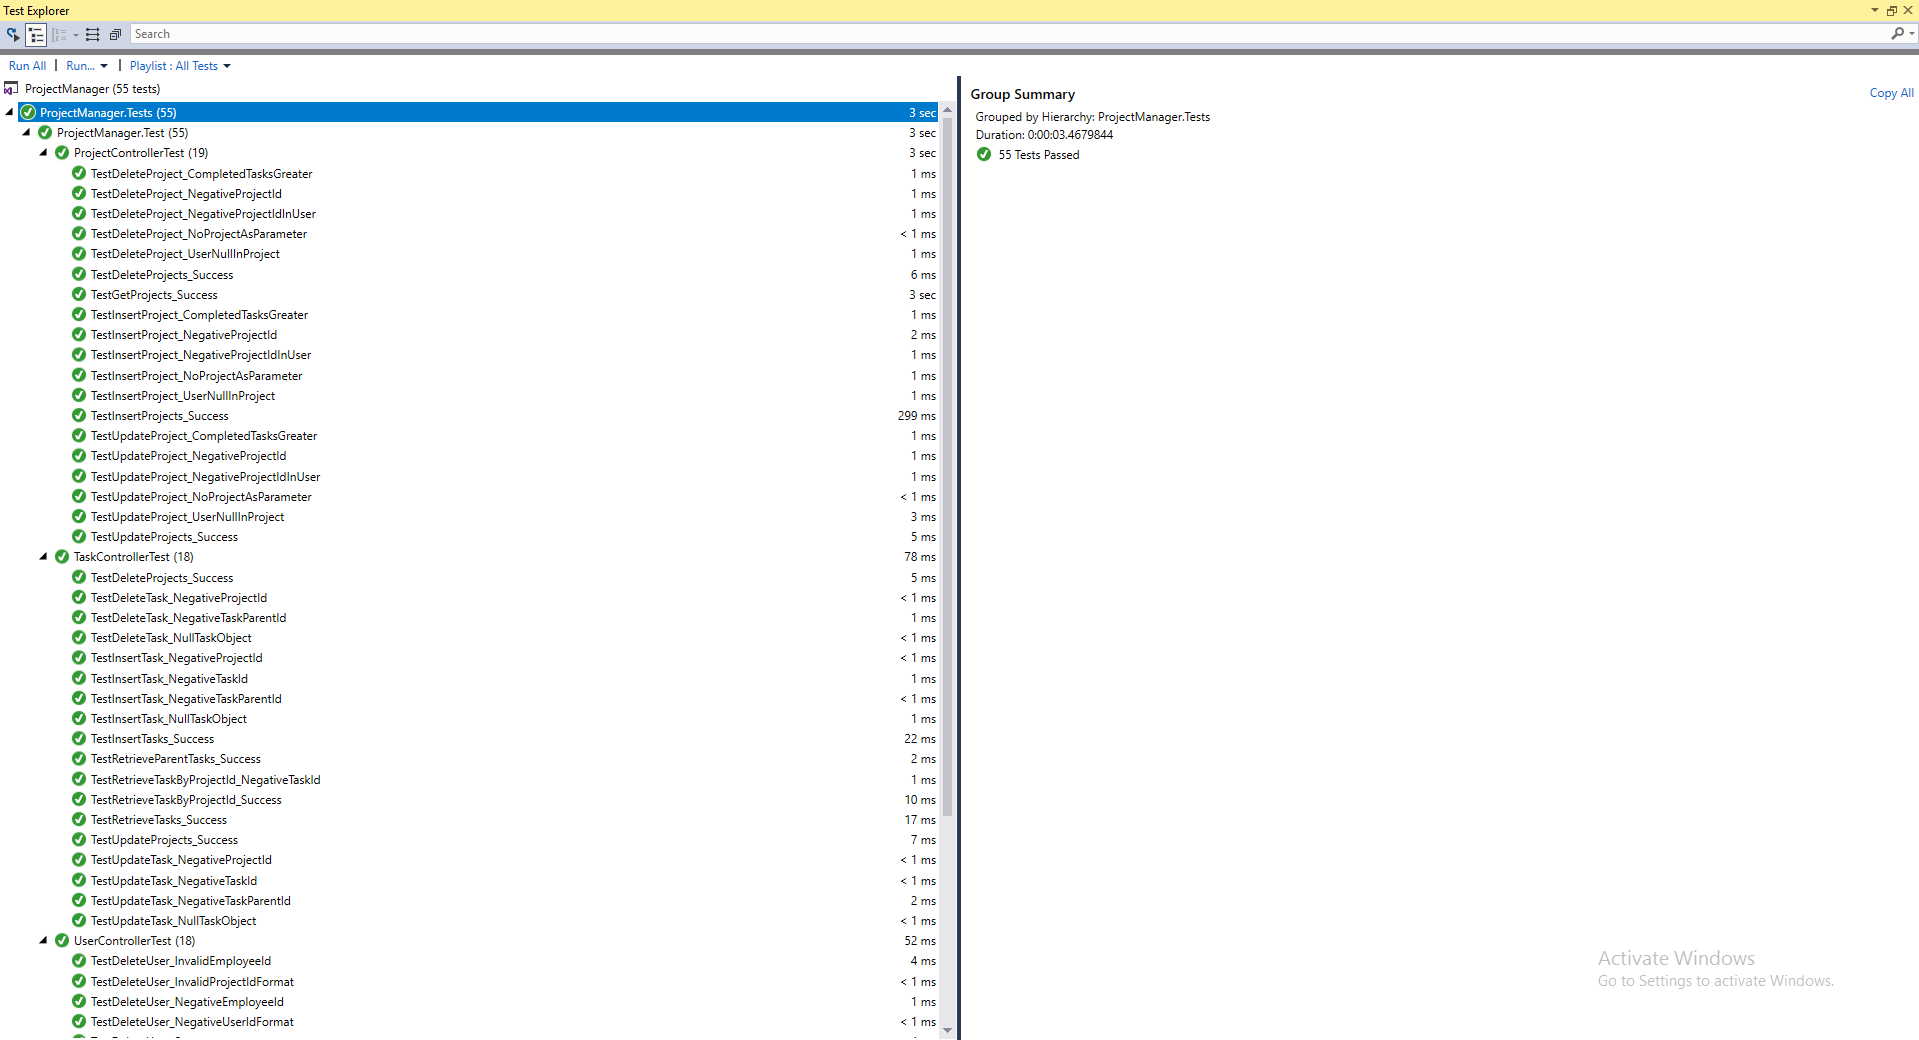 Test Explorer
Search
Run All | Run... | Playlist : All Tests
ProjectManager (55 tests)
ProjectManager.Tests (55) 3 sec
ProjectManager.Test (55) 3 sec
ProjectControllerTest (19) 3 sec
TestDeleteProject_CompletedTasksGreater 1 ms
TestDeleteProject_NegativeProjectId 1 ms
TestDeleteProject_NegativeProjectIdInUser 1 ms
TestDeleteProject_NoProjectAsParameter < 1 ms
TestDeleteProject_UserNullInProject 1 ms
TestDeleteProjects_Success 6 ms
TestGetProjects_Success 3 sec
TestInsertProject_CompletedTasksGreater 1 ms
TestInsertProject_NegativeProjectId 2 ms
TestInsertProject_NegativeProjectIdInUser 1 ms
TestInsertProject_NoProjectAsParameter 1 ms
TestInsertProject_UserNullInProject 1 ms
TestInsertProjects_Success 299 ms
TestUpdateProject_CompletedTasksGreater 1 ms
TestUpdateProject_NegativeProjectId 1 ms
TestUpdateProject_NegativeProjectIdInUser 1 ms
TestUpdateProject_NoProjectAsParameter < 1 ms
TestUpdateProject_UserNullInProject 3 ms
TestUpdateProjects_Success 5 ms
TaskControllerTest (18) 78 ms
TestDeleteProjects_Success 5 ms
TestDeleteTask_NegativeProjectId < 1 ms
TestDeleteTask_NegativeTaskParentId 1 ms
TestDeleteTask_NullTaskObject < 1 ms
TestInsertTask_NegativeProjectId < 1 ms
TestInsertTask_NegativeTaskId 1 ms
TestInsertTask_NegativeTaskParentId < 1 ms
TestInsertTask_NullTaskObject 1 ms
TestInsertTasks_Success 22 ms
TestRetrieveParentTasks_Success 2 ms
TestRetrieveTaskByProjectId_NegativeTaskId 1 ms
TestRetrieveTaskByProjectId_Success 10 ms
TestRetrieveTasks_Success 17 ms
TestUpdateProjects_Success 7 ms
TestUpdateTask_NegativeProjectId < 1 ms
TestUpdateTask_NegativeTaskId < 1 ms
TestUpdateTask_NegativeTaskParentId 2 ms
TestUpdateTask_NullTaskObject < 1 ms
UserControllerTest (18) 52 ms
TestDeleteUser_InvalidEmployeeId 4 ms
TestDeleteUser_InvalidProjectIdFormat < 1 ms
TestDeleteUser_NegativeEmployeeId 1 ms
TestDeleteUser_NegativeUserIdFormat < 1 ms
Group Summary
Copy All
Grouped by Hierarchy: ProjectManager.Tests
Duration: 0:00:03.4679844
55 Tests Passed
Activate Windows
Go to Settings to activate Windows.